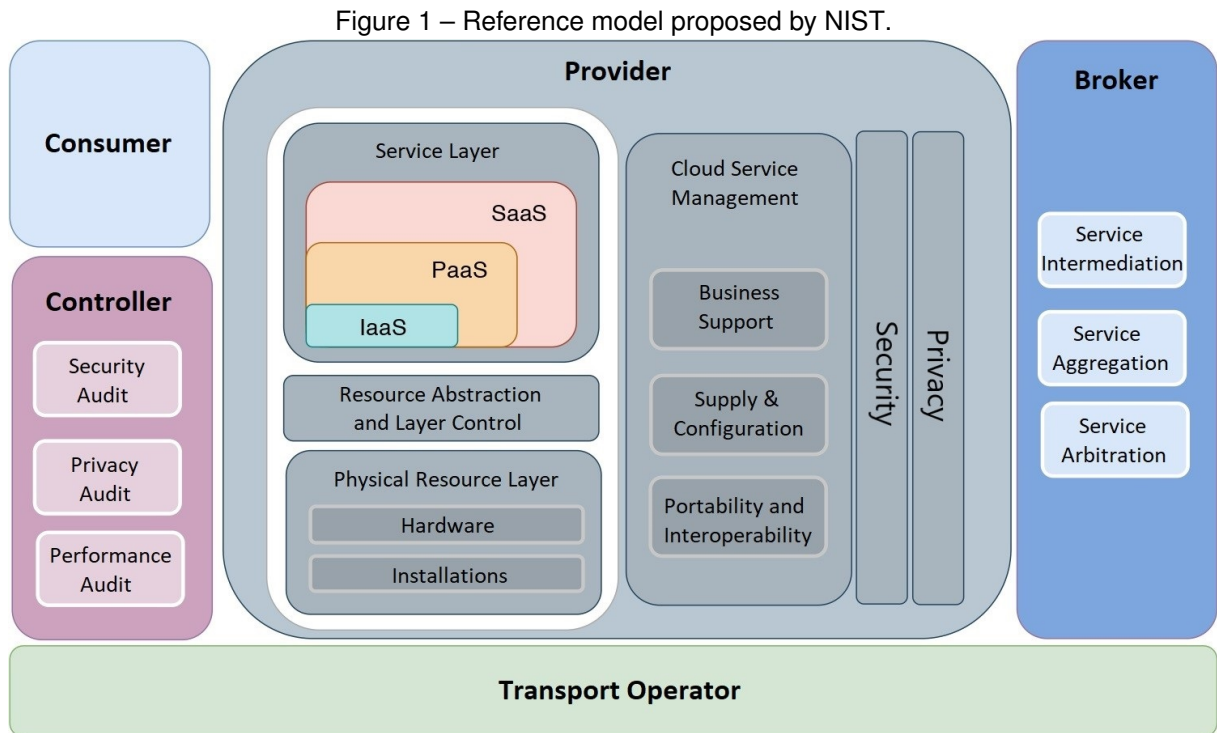 Figure 1 – Reference model proposed by NIST.
Consumer
Controller
Security
Audit
Privacy
Audit
Performance
Audit
Provider
Service Layer
SaaS
PaaS
IaaS
Resource Abstraction
and Layer Control
Physical Resource Layer
Hardware
Installations
Cloud Service
Management
Business
Support
Supply &
Configuration
Portability and
Interoperability
Security
Privacy
Broker
Service
Intermediation
Service
Aggregation
Service
Arbitration
Transport Operator